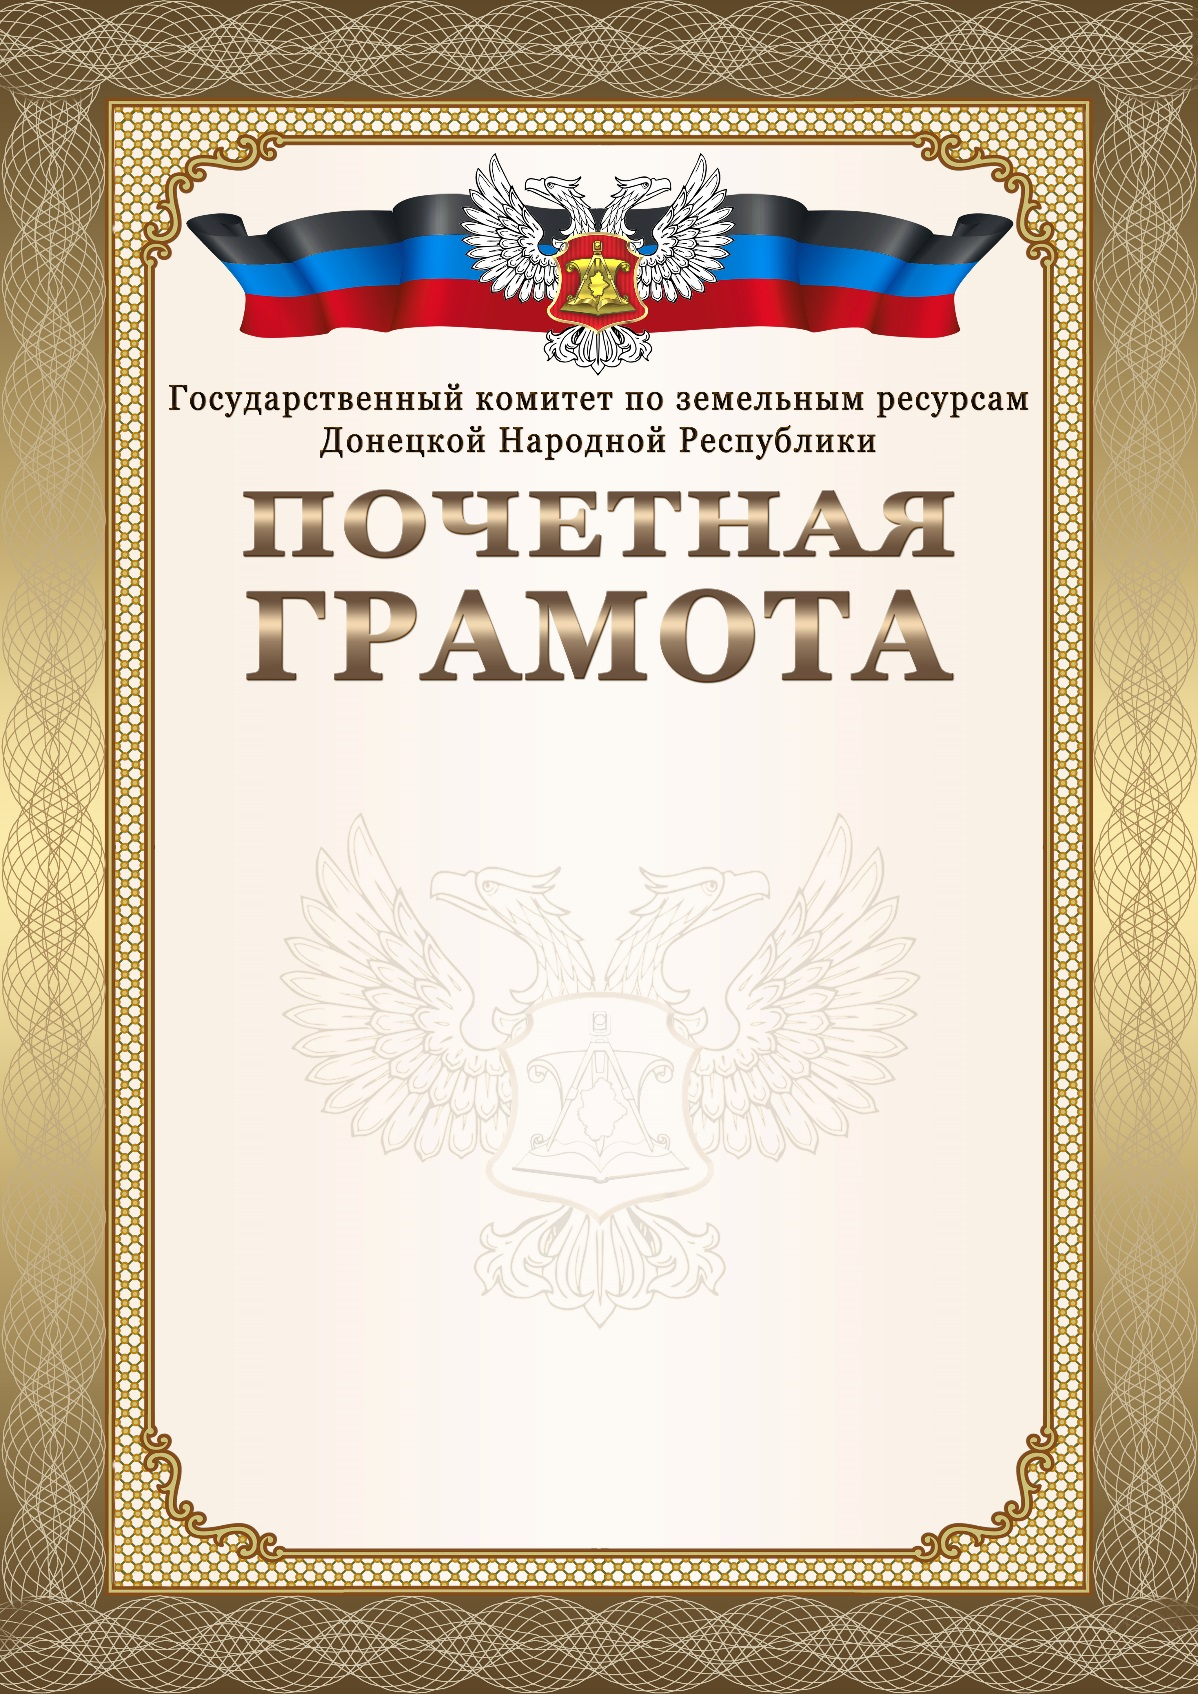 Государственный комитет по земельным ресурсам
Донецкой Народной Республики
ПОЧЕТНАЯ
ГРАМОТА